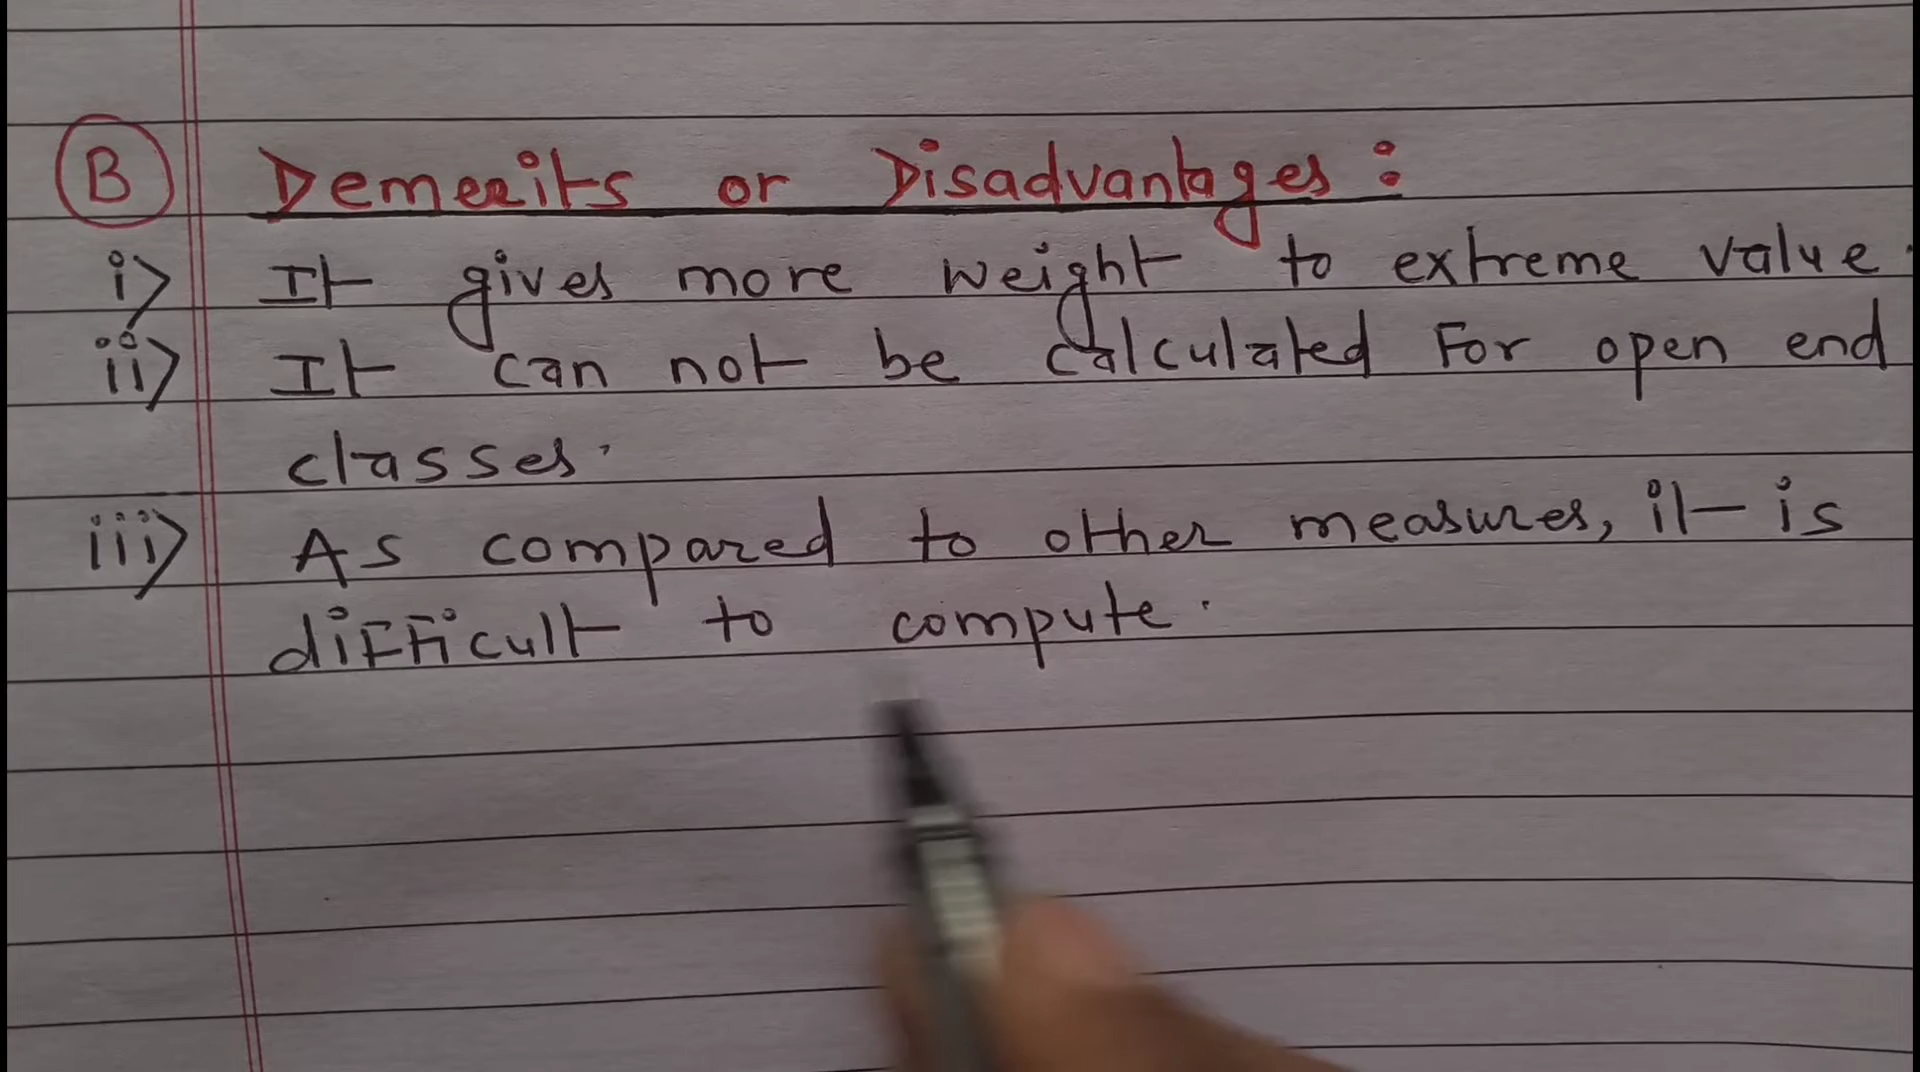 B Demerits or Disadvantages :
i) It gives more weight to extreme value.
ii) It can not be calculated For open end
classes.
iii) As compared to other measures, it is
difficult to compute.